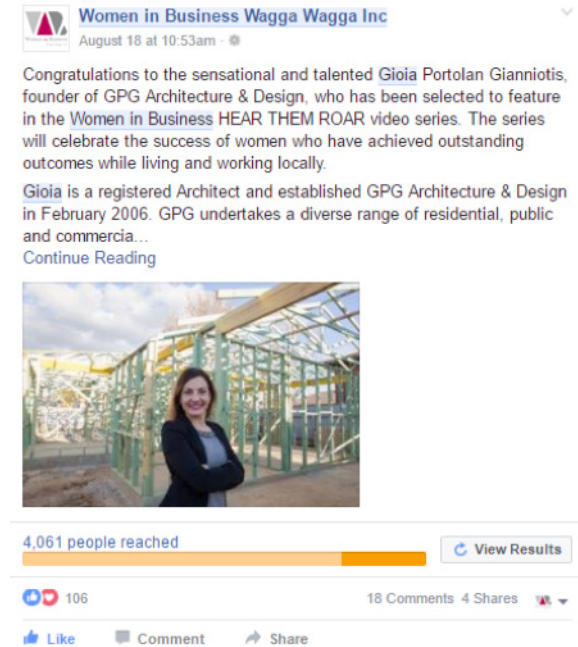 Women in Business Wagga Wagga Inc
August 18 at 10:53am ·
Congratulations to the sensational and talented Gioia Portolan Gianniotis,
founder of GPG Architecture & Design, who has been selected to feature
in the Women in Business HEAR THEM ROAR video series. The series
will celebrate the success of women who have achieved outstanding
outcomes while living and working locally.
Gioia is a registered Architect and established GPG Architecture & Design
in February 2006. GPG undertakes a diverse range of residential, public
and commercia...
Continue Reading
4,061 people reached
View Results
106
18 Comments 4 Shares
Like Comment Share